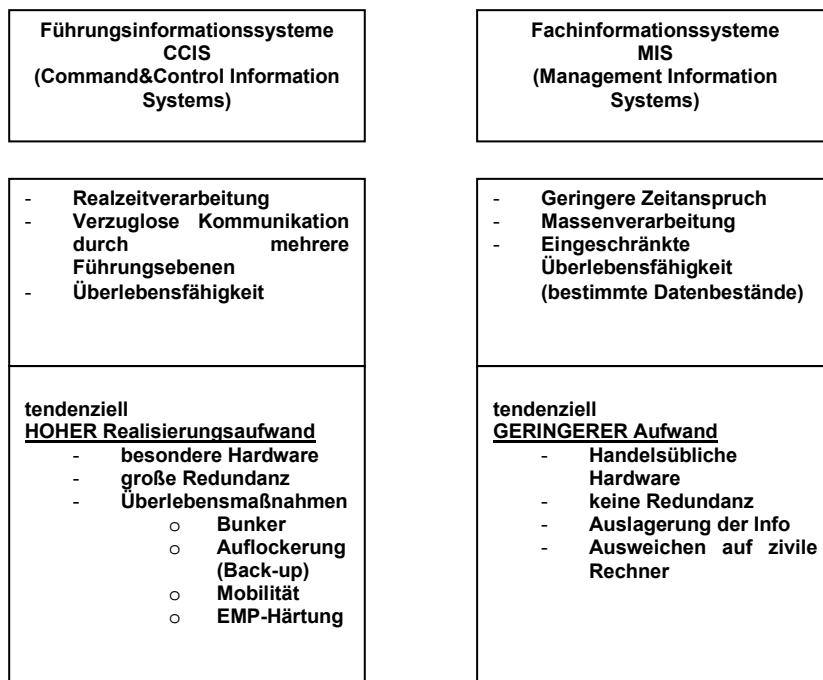 Führungsinformationssysteme
CCIS
(Command&Control Information
Systems)
- Realzeitverarbeitung
- Verzuglose Kommunikation
durch mehrere
Führungsebenen
- Überlebensfähigkeit
tendenziell
HOHER Realisierungsaufwand
- besondere Hardware
- große Redundanz
- Überlebensmaßnahmen
o Bunker
o Auflockerung
(Back-up)
o Mobilität
o EMP-Härtung
Fachinformationssysteme
MIS
(Management Information
Systems)
- Geringere Zeitanspruch
- Massenverarbeitung
- Eingeschränkte
Überlebensfähigkeit
(bestimmte Datenbestände)
tendenziell
GERINGERER Aufwand
- Handelsübliche
Hardware
- keine Redundanz
- Auslagerung der Info
- Ausweichen auf zivile
Rechner